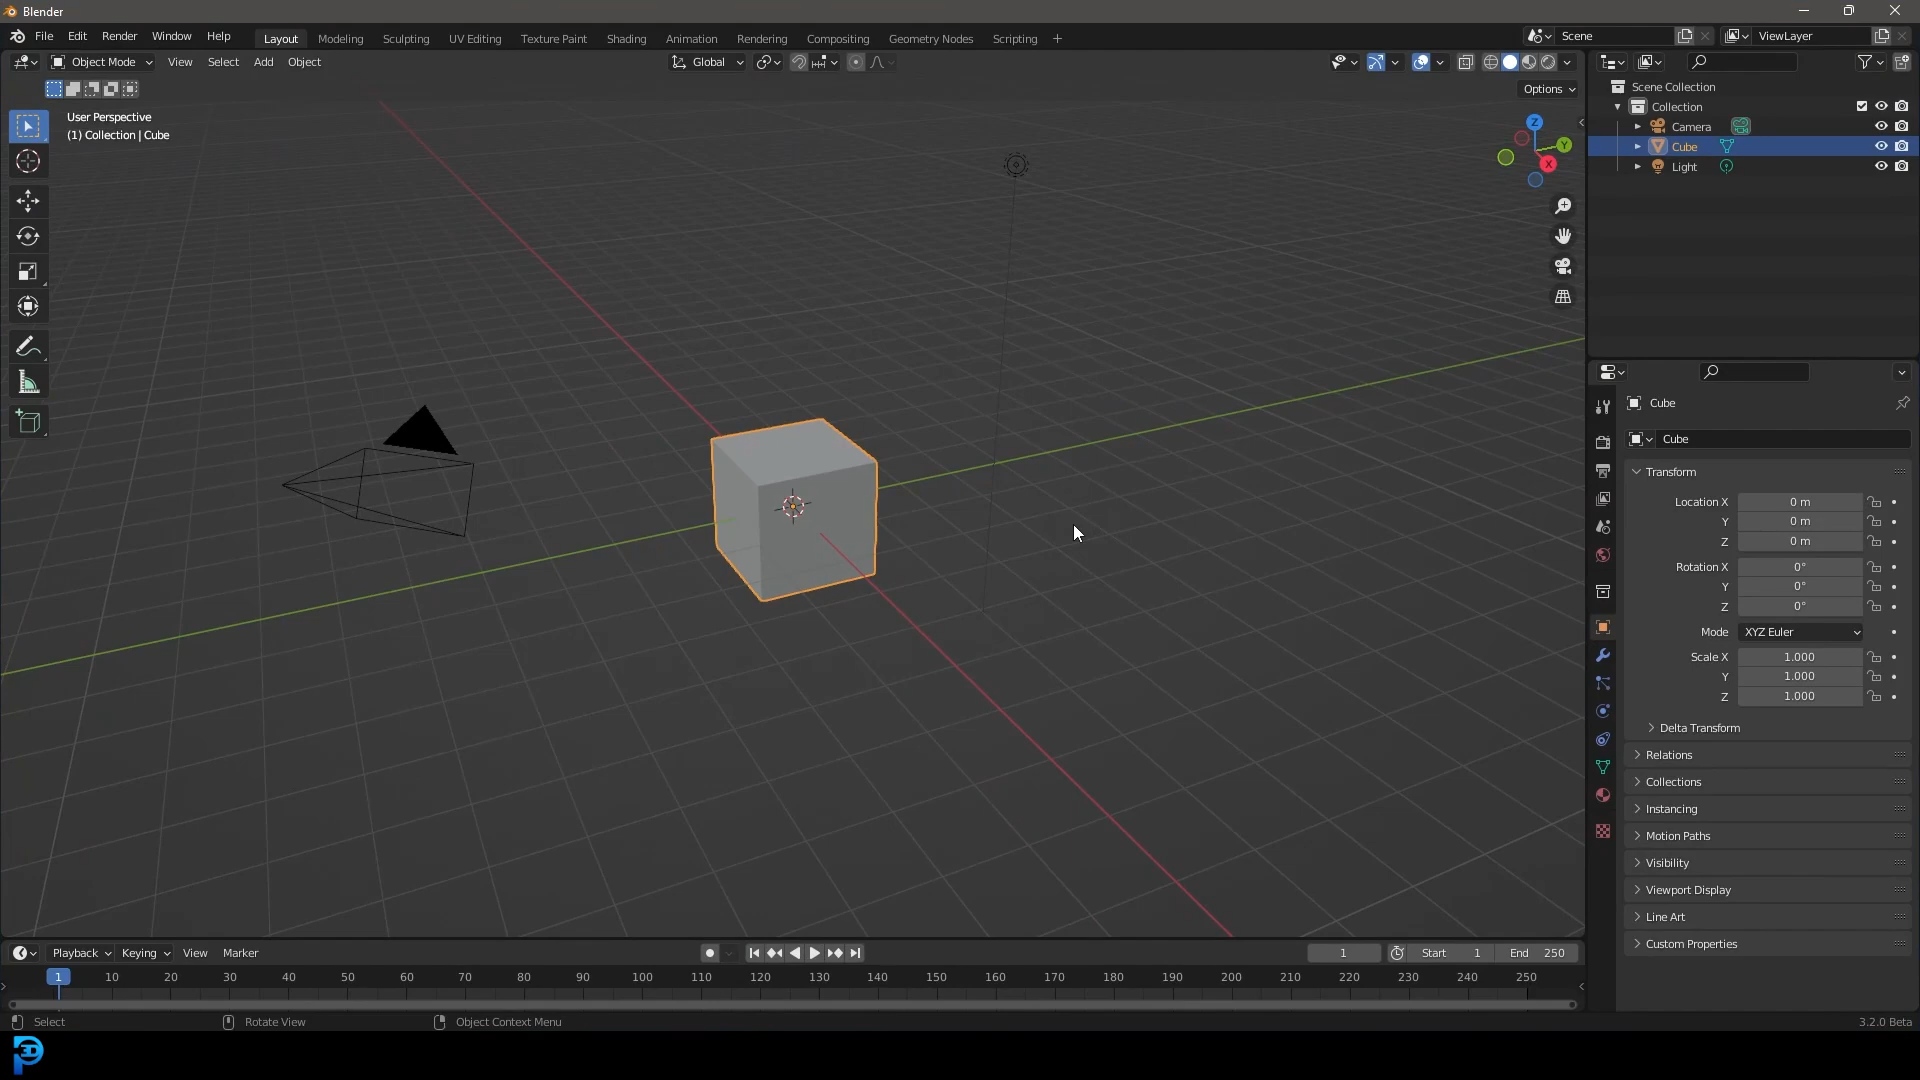 Blender
File Edit Render Window Help Layout Modeling Sculpting UV Editing Texture Paint Shading Animation Rendering Compositing Geometry Nodes Scripting + Scene ViewLayer
Object Mode View Select Add Object Global
Options
User Perspective
(1) Collection | Cube
Z
Y
X
Scene Collection
Collection
Camera
Cube
Light
Cube
Cube
Transform
Location X 0 m
Y 0 m
Z 0 m
Rotation X 0°
Y 0°
Z 0°
Mode XYZ Euler
Scale X 1.000
Y 1.000
Z 1.000
Delta Transform
Relations
Collections
Instancing
Motion Paths
Visibility
Viewport Display
Line Art
Custom Properties
Playback Keying View Marker 1 Start 1 End 250
1 10 20 30 40 50 60 70 80 90 100 110 120 130 140 150 160 170 180 190 200 210 220 230 240 250
Select Rotate View Object Context Menu 3.2.0 Beta
3D